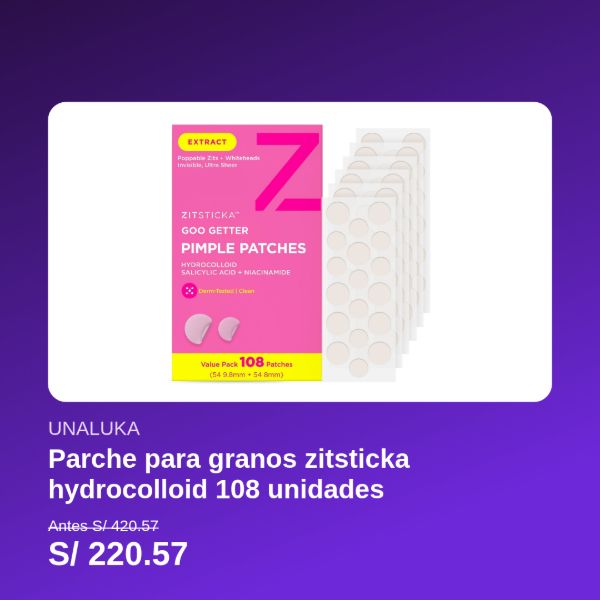 EXTRACT
Poppable Zits + Whiteheads
Invisible, Ultra Sheer
Z
ZITSTICKA™
GOO GETTER
PIMPLE PATCHES
HYDROCOLLOID
SALICYLIC ACID + NIACINAMIDE
Derm-Tested | Clean
Value Pack 108 Patches
(54 9.8mm + 54 8mm)
UNALUKA
Parche para granos zitsticka
hydrocolloid 108 unidades
Antes S/ 420.57
S/ 220.57